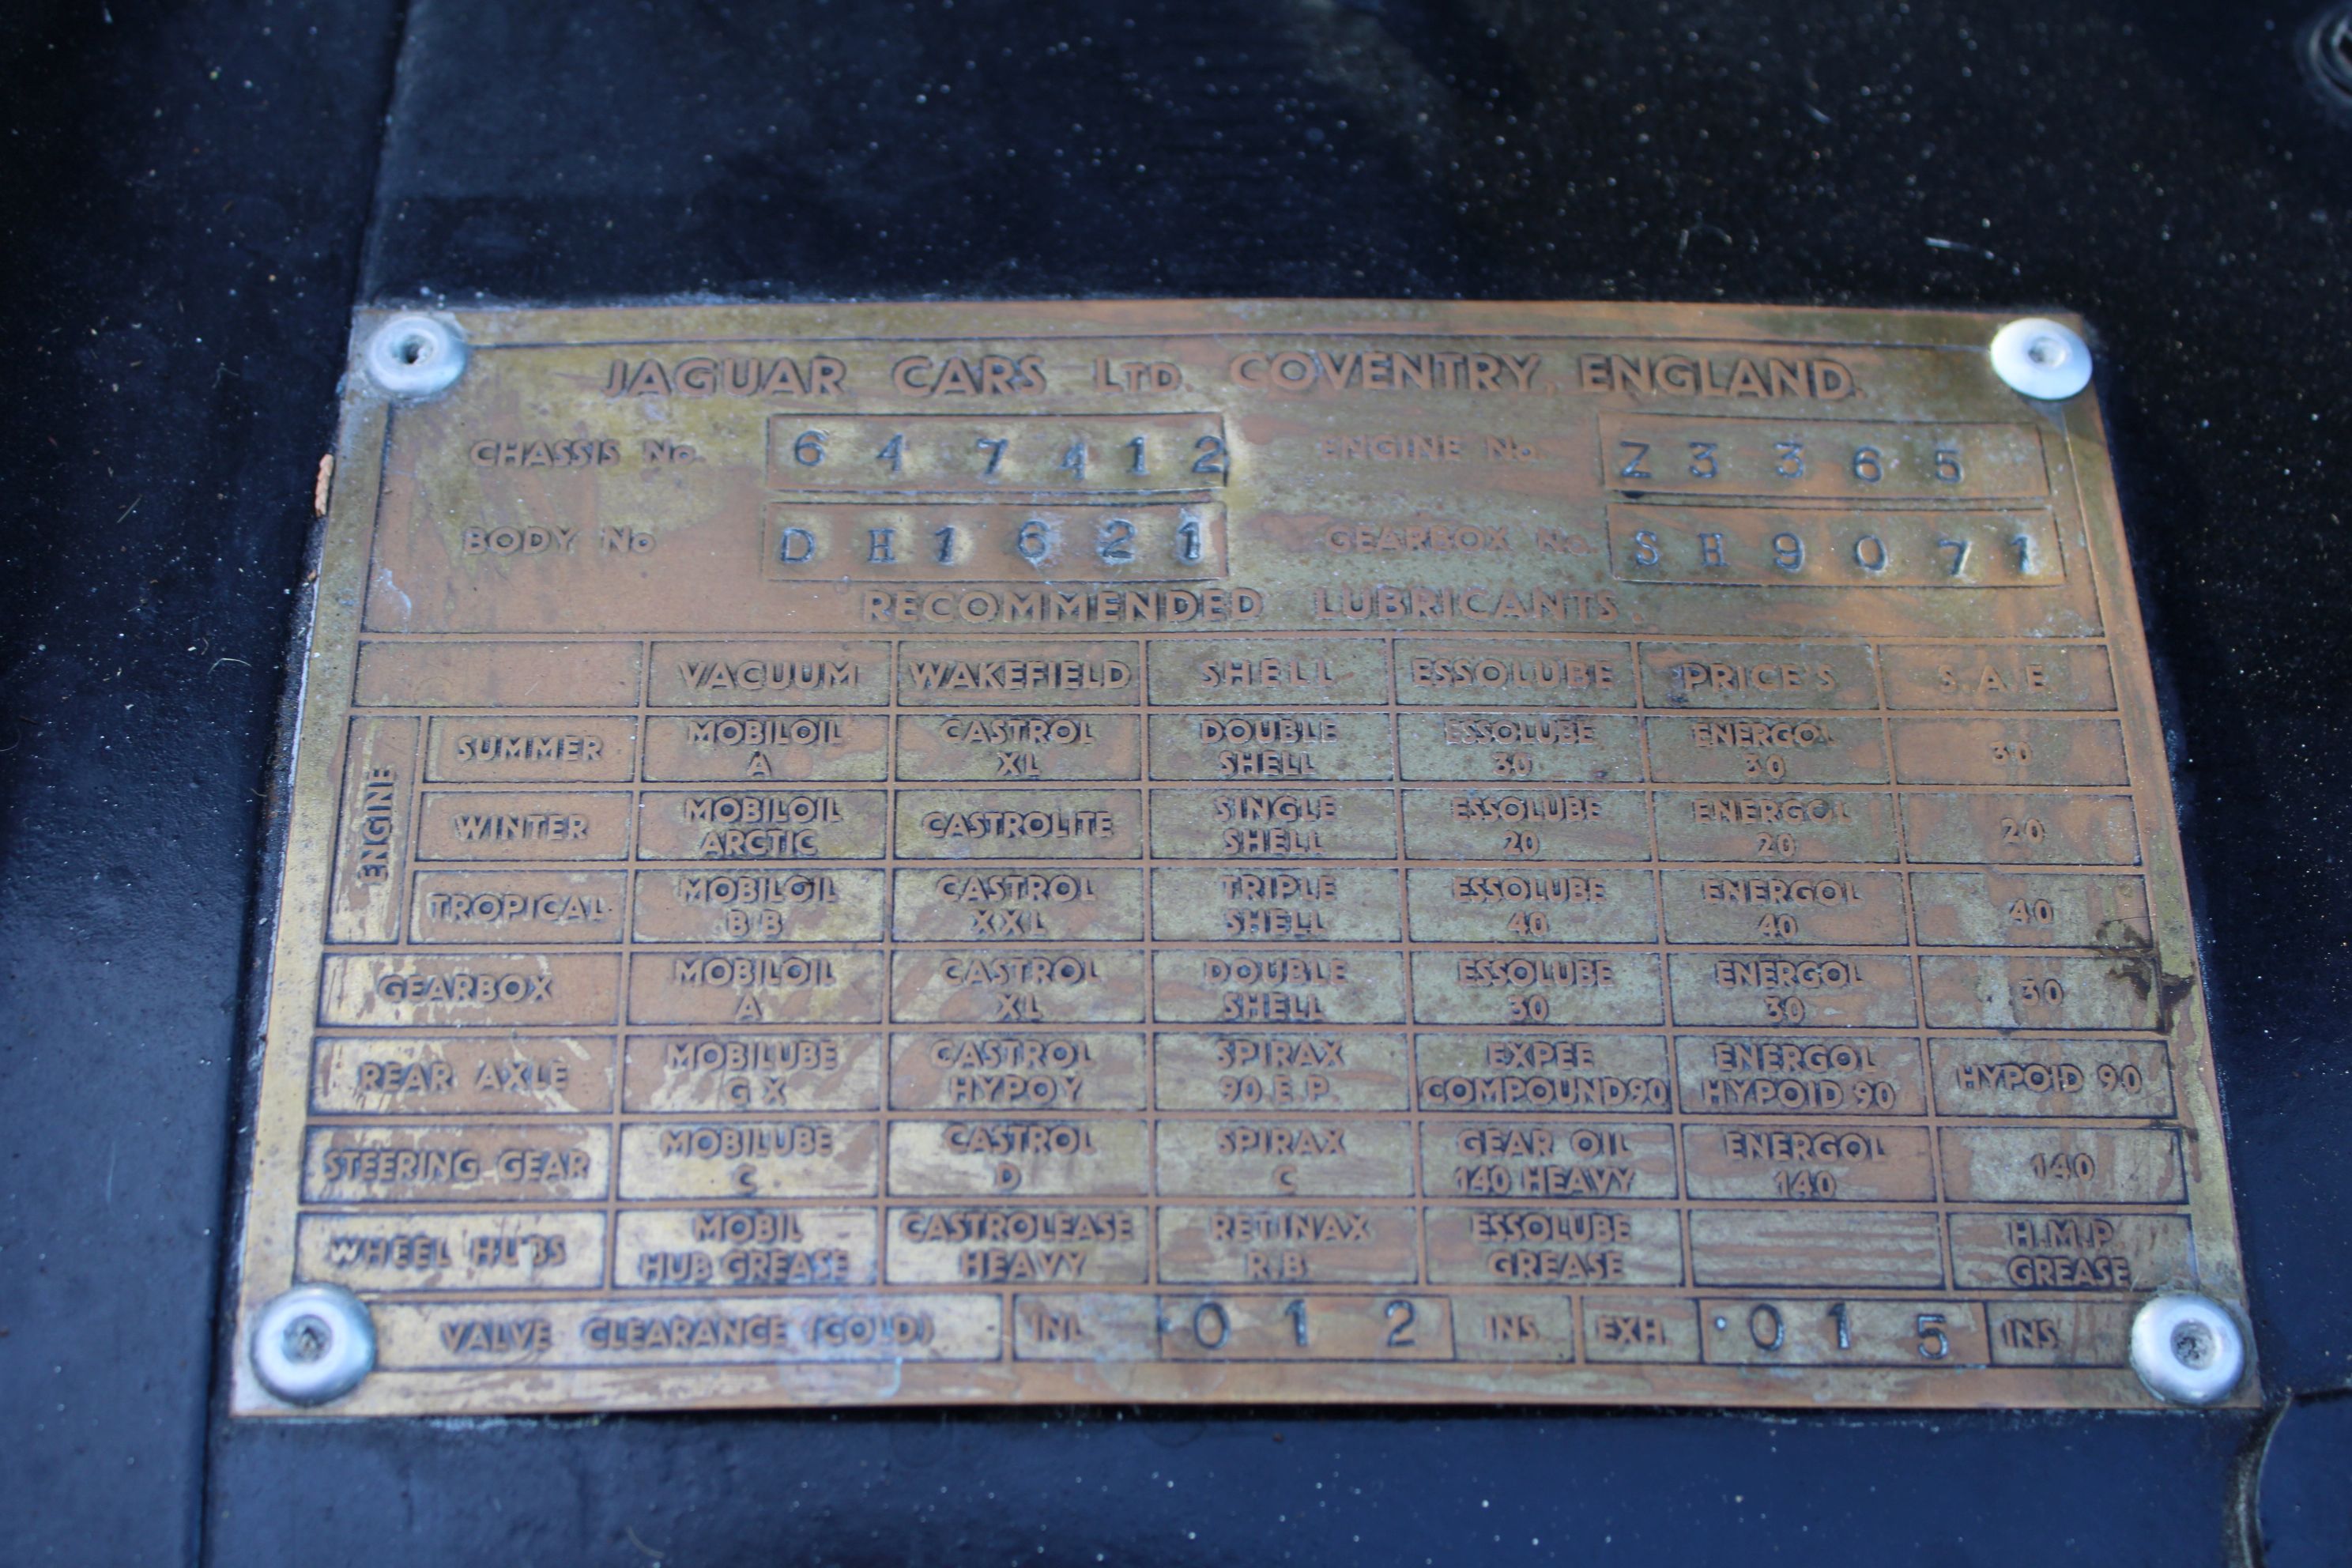 JAGUAR CARS LTD. COVENTRY, ENGLAND.
CHASSIS No. 647412 ENGINE No. Z3365
BODY No DH1621 GEARBOX No. SH9071
RECOMMENDED LUBRICANTS.
VACUUM WAKEFIELD SHELL ESSOLUBE PRICE'S S.A.E.
ENGINE
SUMMER MOBILOIL A CASTROL XL DOUBLE SHELL ESSOLUBE 30 ENERGOL 30 30
WINTER MOBILOIL ARCTIC CASTROLITE SINGLE SHELL ESSOLUBE 20 ENERGOL 20 20
TROPICAL MOBILOIL B B CASTROL XXL TRIPLE SHELL ESSOLUBE 40 ENERGOL 40 40
GEARBOX MOBILOIL A CASTROL XL DOUBLE SHELL ESSOLUBE 30 ENERGOL 30 30
REAR AXLE MOBILUBE G X CASTROL HYPOY SPIRAX 90 E.P. EXPEE COMPOUND 90 ENERGOL HYPOID 90 HYPOID 90
STEERING-GEAR MOBILUBE C CASTROL D SPIRAX C GEAR OIL 140 HEAVY ENERGOL 140 140
WHEEL HUBS MOBIL HUB GREASE CASTROLEASE HEAVY RETINAX R.B ESSOLUBE GREASE H.M.P GREASE
VALVE CLEARANCE (COLD) INL. .012 INS. EXH. .015 INS.